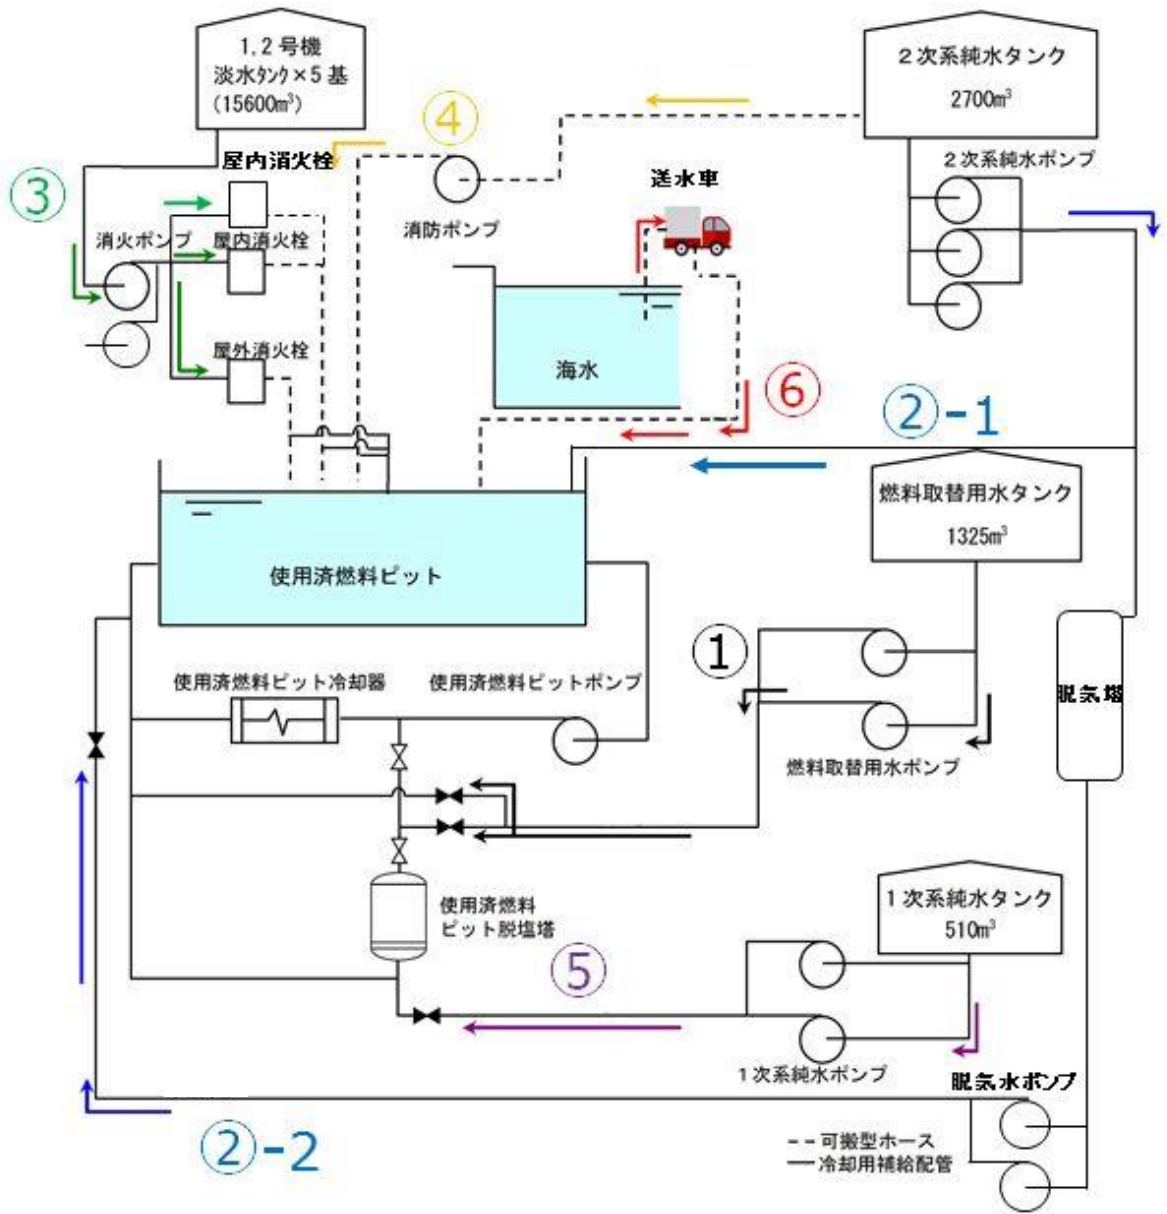 1,2号機
淡水タンク×5基
(15600m³)
2次系純水タンク
2700m³
④
屋内消火栓
2次系純水ポンプ
送水車
③
消火ポンプ
屋内消火栓
消防ポンプ
屋外消火栓
海水
⑥
②-1
燃料取替用水タンク
1325m³
使用済燃料ピット
①
使用済燃料ピット冷却器
使用済燃料ピットポンプ
脱気塔
燃料取替用水ポンプ
使用済燃料
ピット脱塩塔
1次系純水タンク
510m³
⑤
1次系純水ポンプ
脱気水ポンプ
②-2
--可搬型ホース
—冷却用補給配管